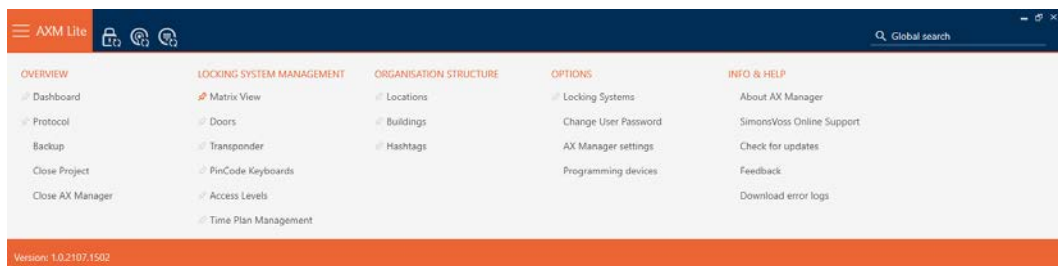 AXM Lite
Global search
OVERVIEW
Dashboard
Protocol
Backup
Close Project
Close AX Manager
LOCKING SYSTEM MANAGEMENT
Matrix View
Doors
Transponder
PinCode Keyboards
Access Levels
Time Plan Management
ORGANISATION STRUCTURE
Locations
Buildings
Hashtags
OPTIONS
Locking Systems
Change User Password
AX Manager settings
Programming devices
INFO & HELP
About AX Manager
SimonsVoss Online Support
Check for updates
Feedback
Download error logs
Version: 1.0.2107.1502